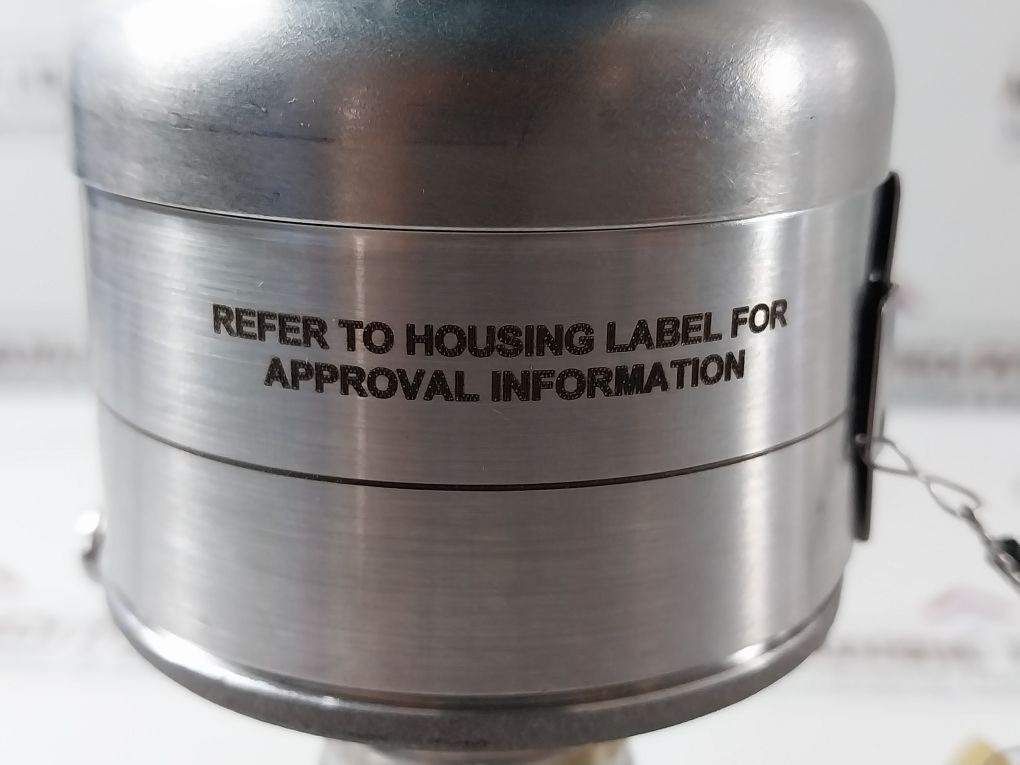 REFER TO HOUSING LABEL FOR
APPROVAL INFORMATION